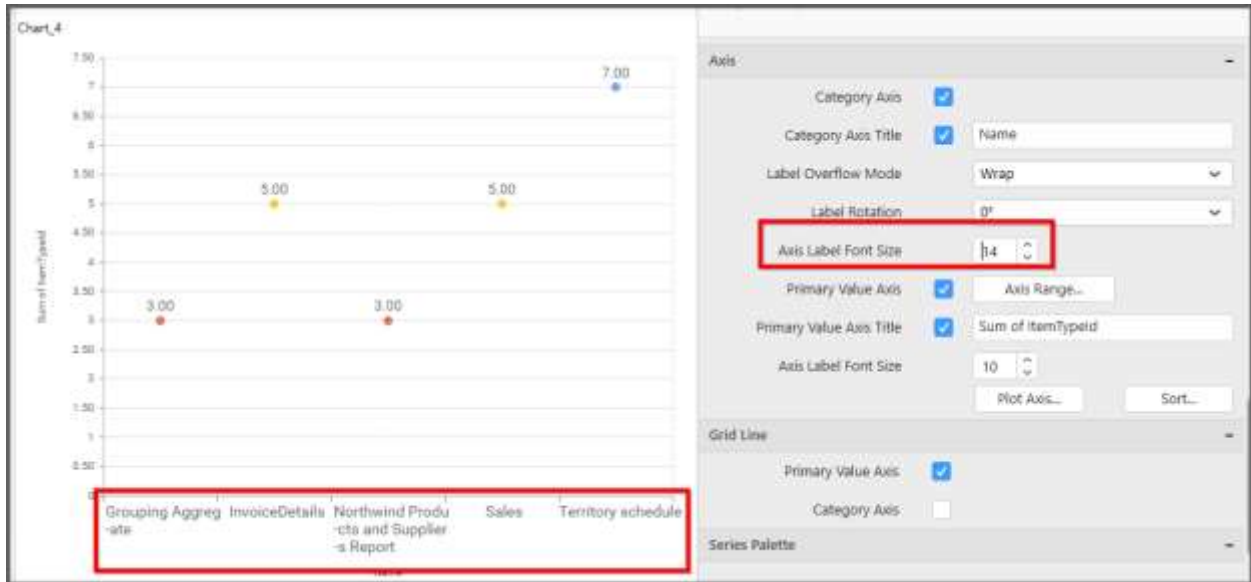 Chart_4
7.50
7
6.50
6
5.50
5
4.50
4
3.50
3
2.50
2
1.50
1
0.50
0
Sum of ItemTypeId
3.00
5.00
3.00
5.00
7.00
Grouping Aggreg
-ate
InvoiceDetails
Northwind Produ
-cts and Supplier
-s Report
Sales
Territory schedule
Name
Axis
-
Category Axis
Category Axis Title Name
Label Overflow Mode Wrap
Label Rotation 0°
Axis Label Font Size 14
Primary Value Axis Axis Range...
Primary Value Axis Title Sum of ItemTypeId
Axis Label Font Size 10
Plot Axis... Sort...
Grid Line
-
Primary Value Axis
Category Axis
Series Palette
-